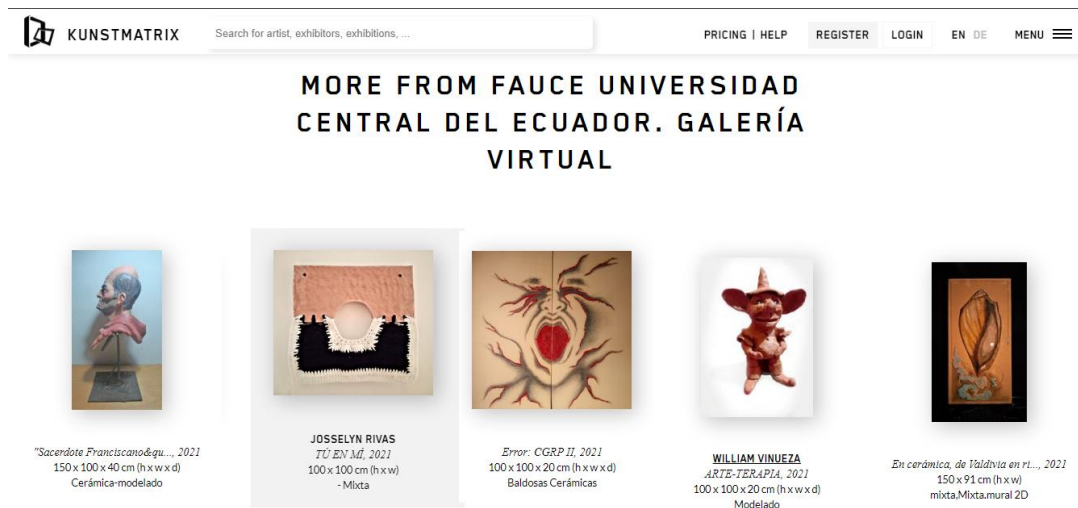 KUNSTMATRIX
Search for artist, exhibitors, exhibitions, ...
PRICING | HELP
REGISTER
LOGIN
EN DE
MENU
MORE FROM FAUCE UNIVERSIDAD
CENTRAL DEL ECUADOR. GALERÍA
VIRTUAL
"Sacerdote Franciscano&qu..., 2021
150 x 100 x 40 cm (h x w x d)
Cerámica-modelado
JOSSELYN RIVAS
TÚ EN MÍ, 2021
100 x 100 cm (h x w)
- Mixta
Error: CGRP II, 2021
100 x 100 x 20 cm (h x w x d)
Baldosas Cerámicas
WILLIAM VINUEZA
ARTE-TERAPIA, 2021
100 x 100 x 20 cm (h x w x d)
Modelado
En cerámica, de Valdivia en ri..., 2021
150 x 91 cm (h x w)
mixta,Mixta.mural 2D